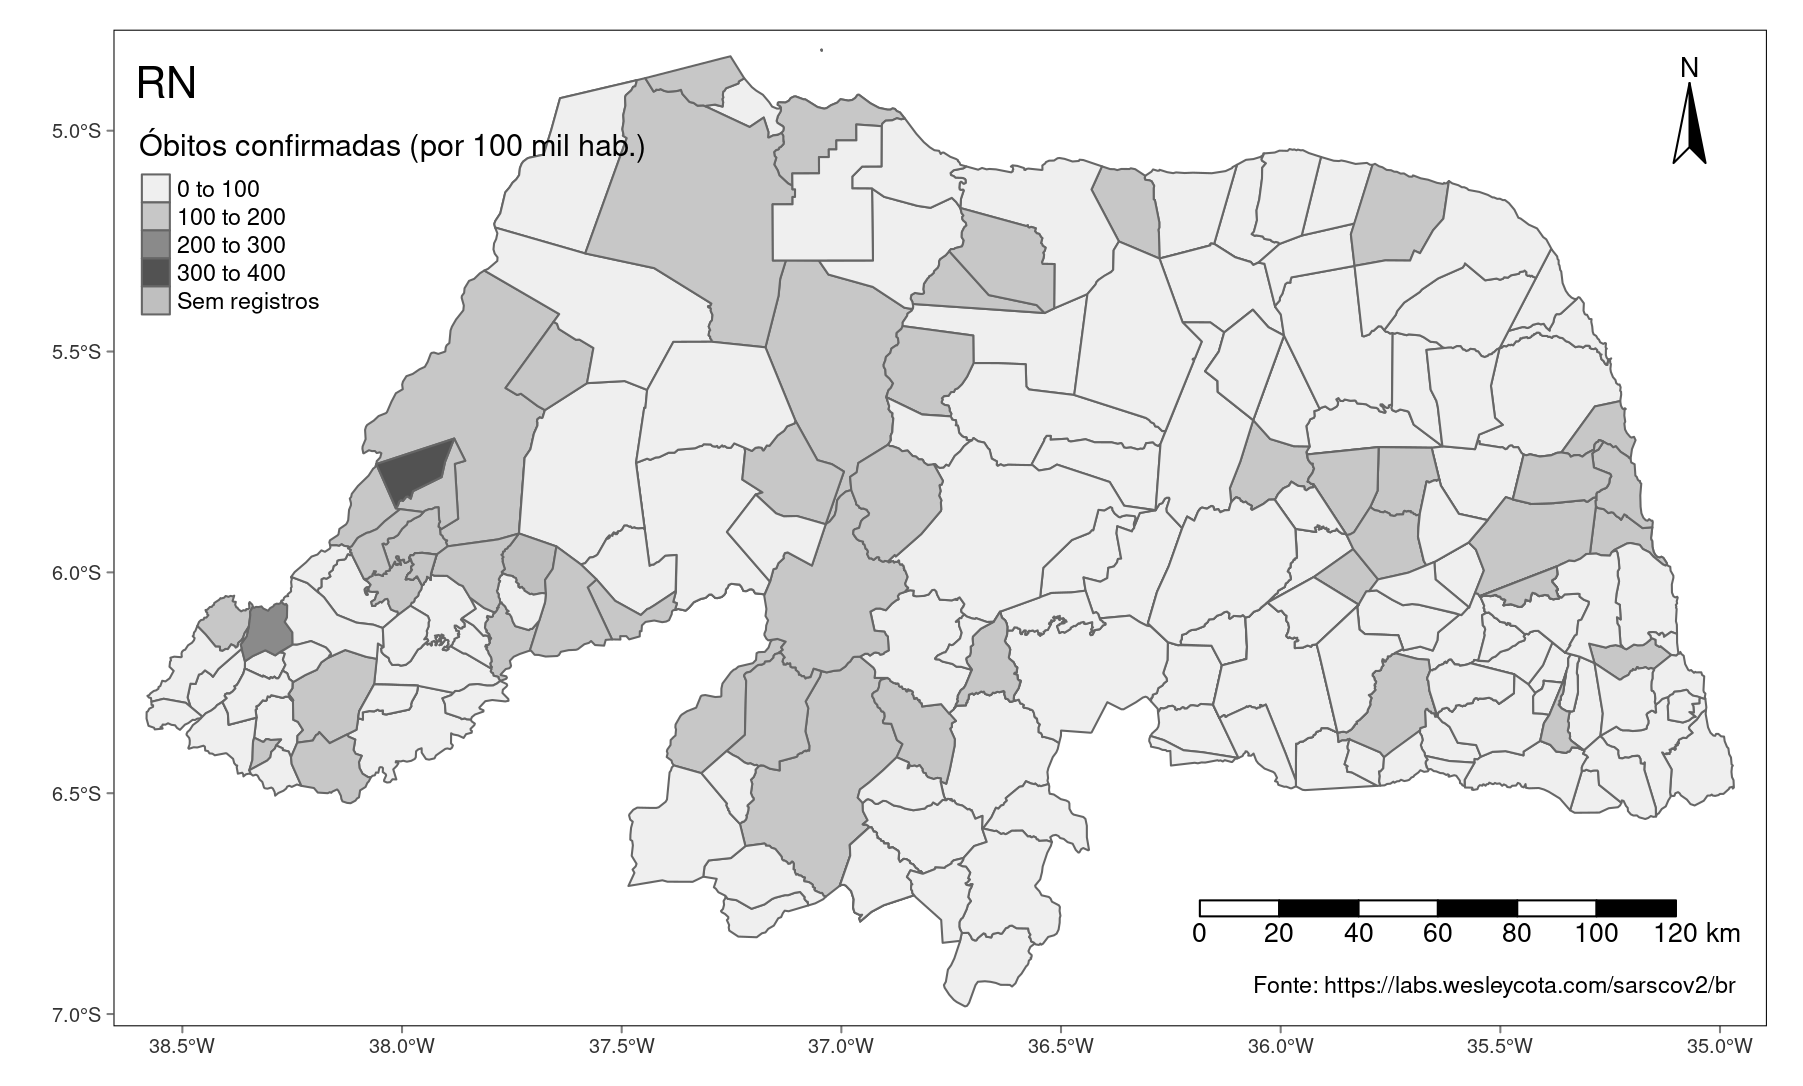 RN
N
Óbitos confirmadas (por 100 mil hab.)
0 to 100
100 to 200
200 to 300
300 to 400
Sem registros
5.0°S
5.5°S
6.0°S
6.5°S
7.0°S
0 20 40 60 80 100 120 km
Fonte: https://labs.wesleycota.com/sarscov2/br
38.5°W 38.0°W 37.5°W 37.0°W 36.5°W 36.0°W 35.5°W 35.0°W